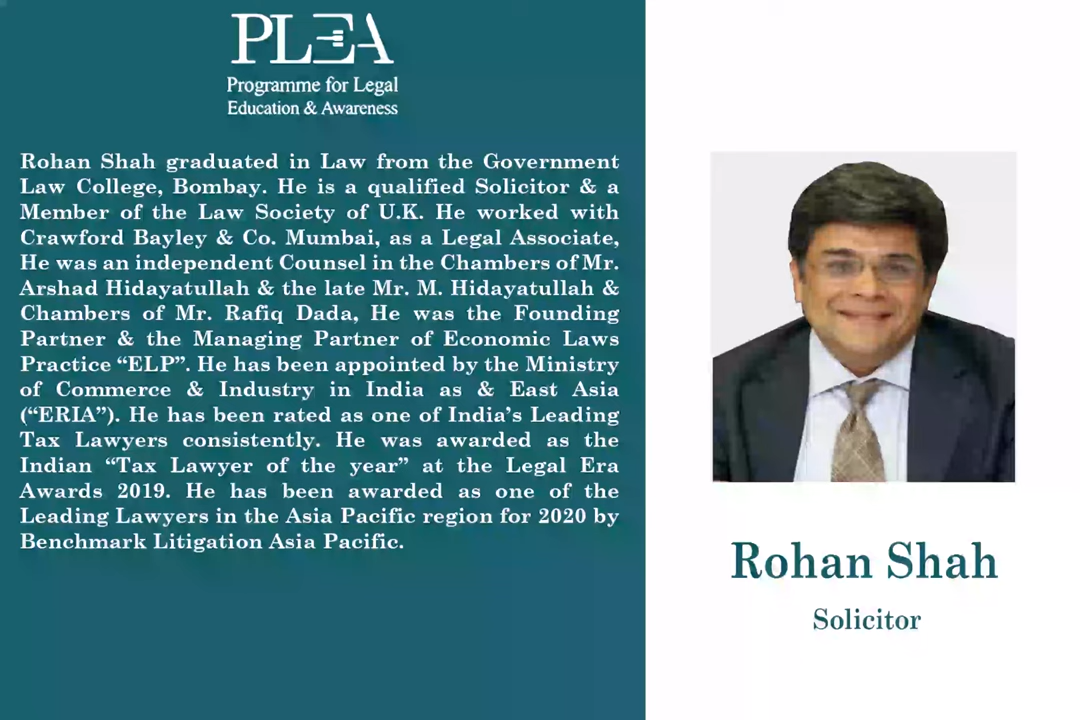 PLEA
Programme for Legal
Education & Awareness
Rohan Shah graduated in Law from the Government
Law College, Bombay. He is a qualified Solicitor & a
Member of the Law Society of U.K. He worked with
Crawford Bayley & Co. Mumbai, as a Legal Associate,
He was an independent Counsel in the Chambers of Mr.
Arshad Hidayatullah & the late Mr. M. Hidayatullah &
Chambers of Mr. Rafiq Dada, He was the Founding
Partner & the Managing Partner of Economic Laws
Practice “ELP”. He has been appointed by the Ministry
of Commerce & Industry in India as & East Asia
(“ERIA”). He has been rated as one of India’s Leading
Tax Lawyers consistently. He was awarded as the
Indian “Tax Lawyer of the year” at the Legal Era
Awards 2019. He has been awarded as one of the
Leading Lawyers in the Asia Pacific region for 2020 by
Benchmark Litigation Asia Pacific.
Rohan Shah
Solicitor